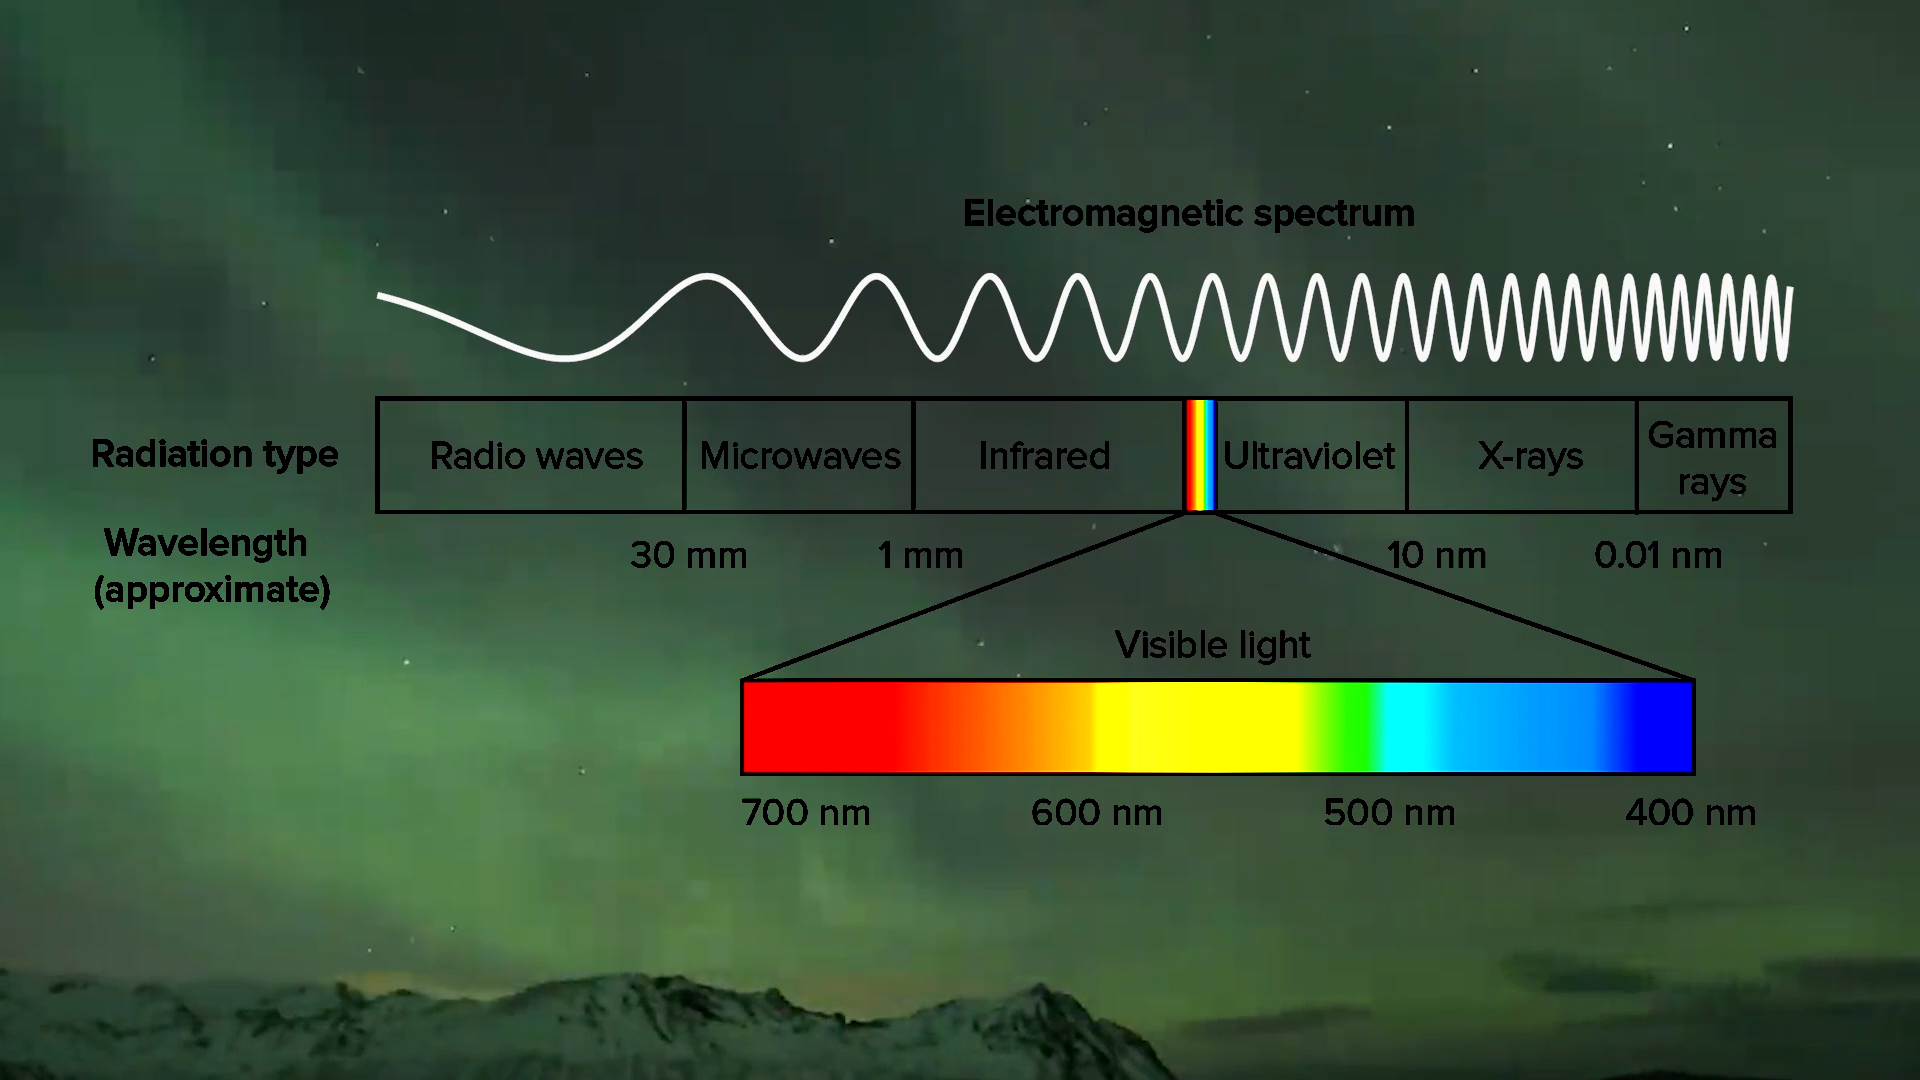 Electromagnetic spectrum
Radiation type
Radio waves
Microwaves
Infrared
Ultraviolet
X-rays
Gamma
rays
Wavelength
(approximate)
30 mm
1 mm
10 nm
0.01 nm
Visible light
700 nm
600 nm
500 nm
400 nm